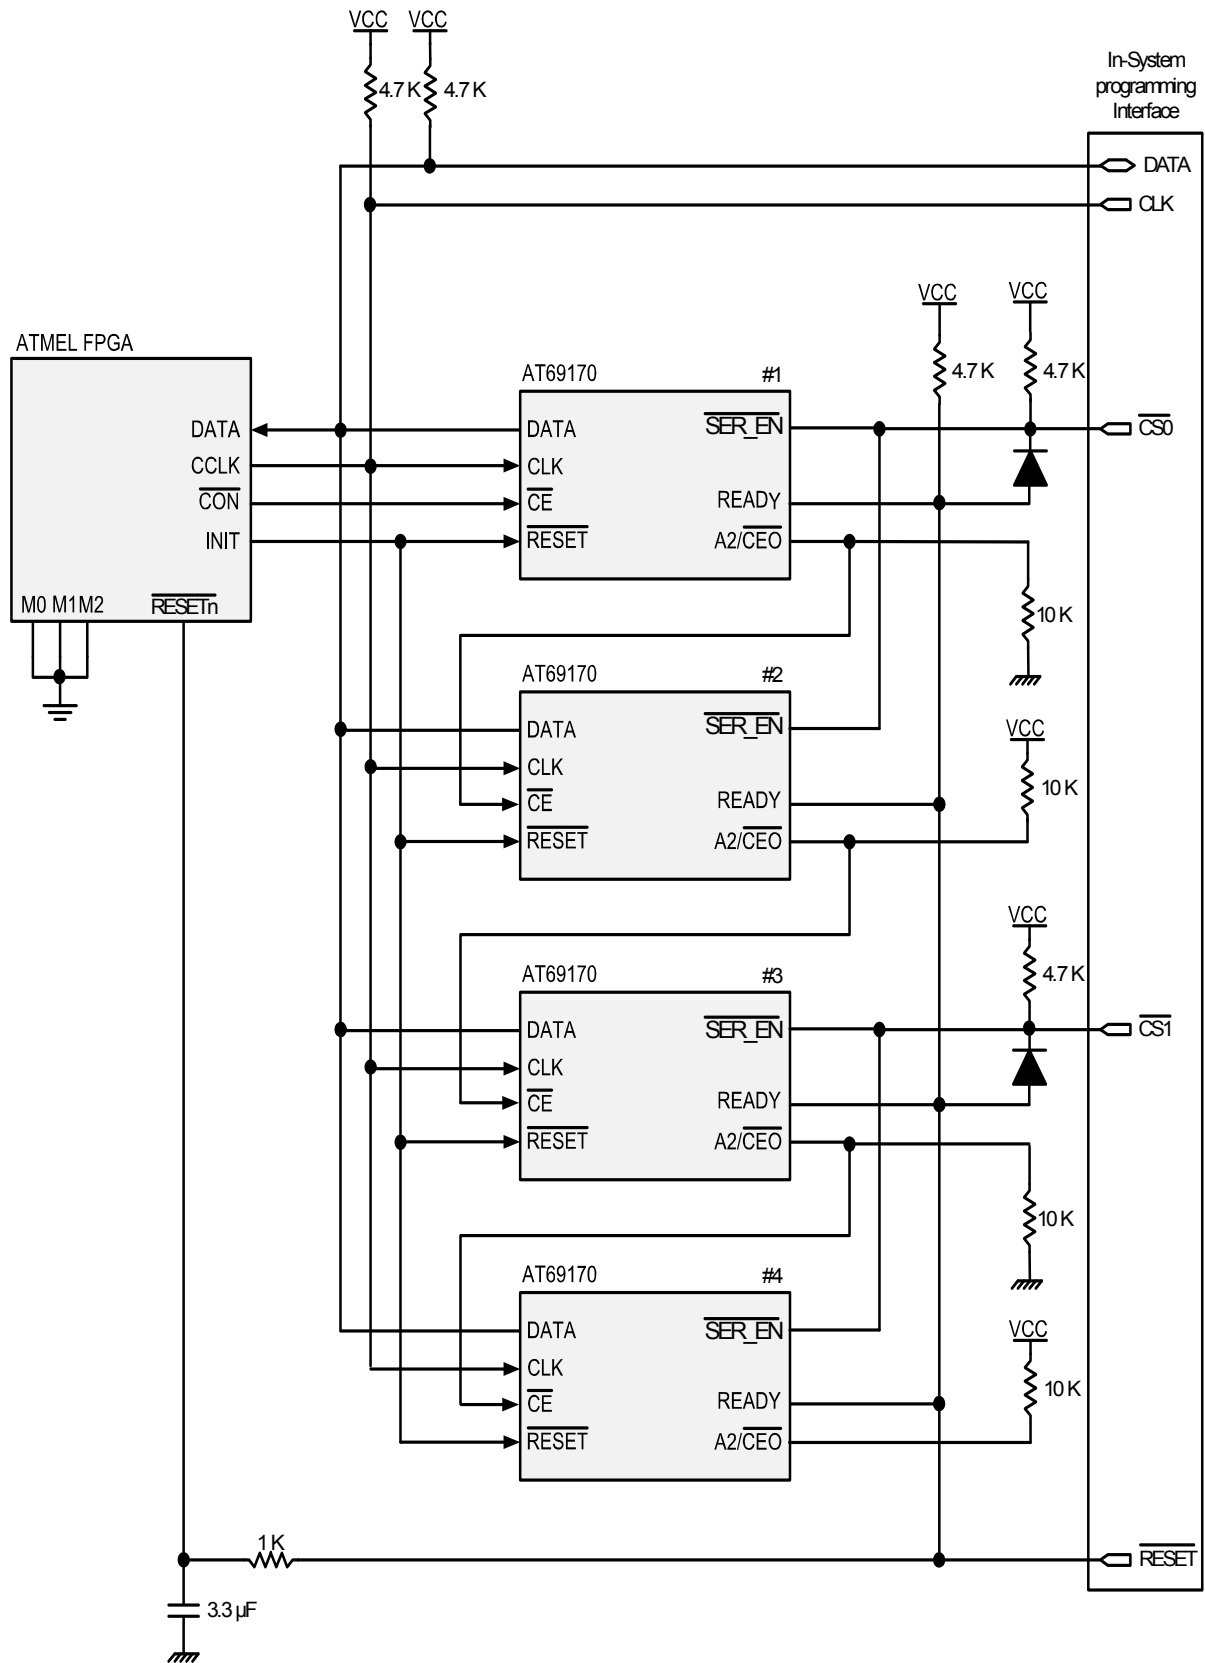 VCC VCC
4.7 K 4.7 K
In-System
programming
Interface
DATA
CLK
VCC VCC
4.7 K 4.7 K
ATMEL FPGA
DATA
CCLK
CON
INIT
M0 M1 M2 RESETn
AT69170 #1
DATA SER_EN
CLK
CE READY
RESET A2/CEO
CS0
10 K
AT69170 #2
DATA SER_EN
CLK
CE READY
RESET A2/CEO
VCC
10 K
VCC
4.7 K
AT69170 #3
DATA SER_EN
CLK
CE READY
RESET A2/CEO
CS1
10 K
AT69170 #4
DATA SER_EN
CLK
CE READY
RESET A2/CEO
VCC
10 K
1 K
RESET
3.3 µF